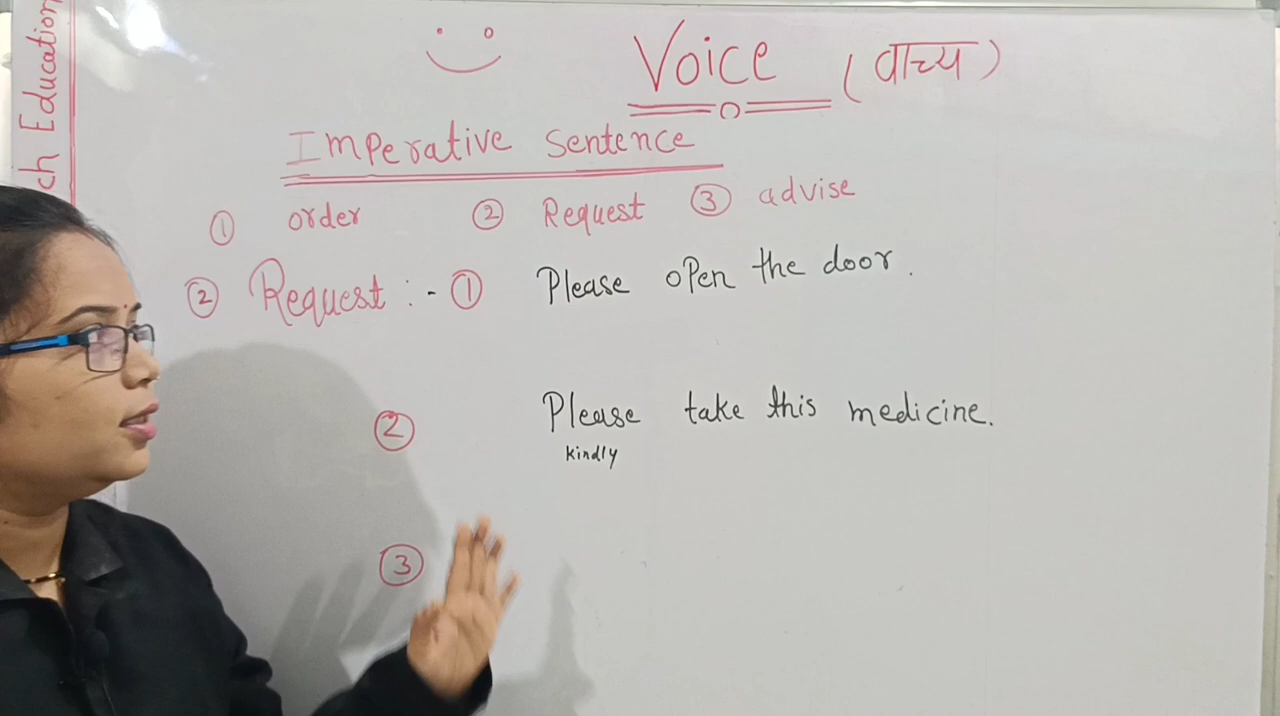 ch Education
Voice (वाच्य)
Imperative Sentence
① order ② Request ③ advise
② Request :- ① Please open the door.
② Please take this medicine.
kindly
③